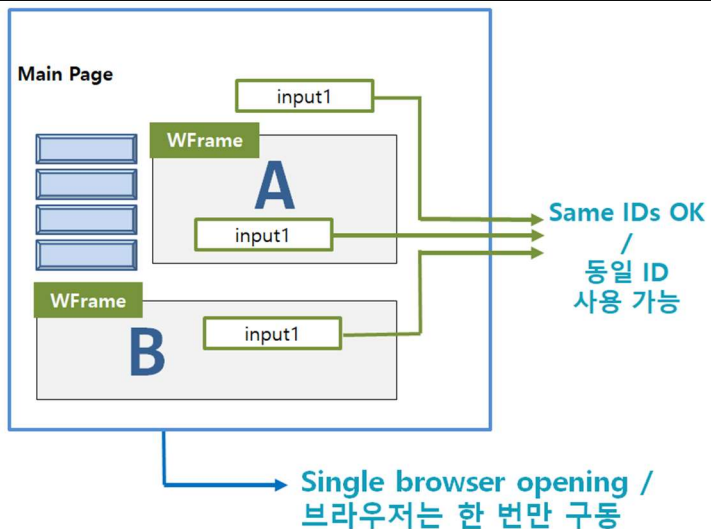 Main Page
input1
WFrame
A
input1
Same IDs OK
/
동일 ID
사용 가능
WFrame
B
input1
Single browser opening /
브라우저는 한 번만 구동